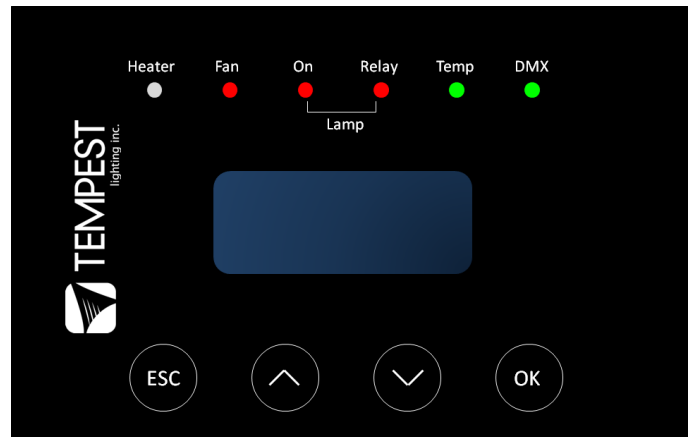 Heater Fan On Relay Temp DMX
Lamp
TEMPEST
lighting inc.
ESC OK